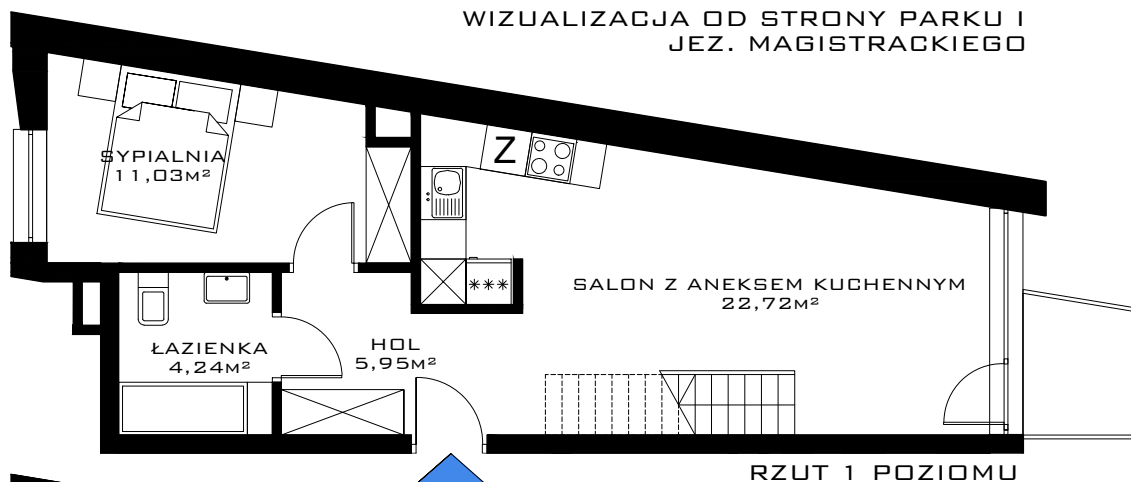 WIZUALIZACJA OD STRONY PARKU I
JEZ. MAGISTRACKIEGO
SYPIALNIA
11,03M²
Z
SALON Z ANEKSEM KUCHENNYM
22,72M²
ŁAZIENKA
4,24M²
HOL
5,95M²
RZUT 1 POZIOMU